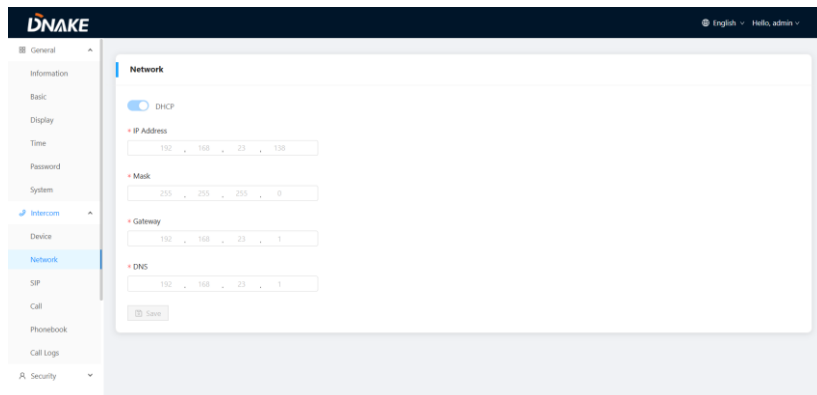 DNAKE
English
Hello, admin
General
Information
Basic
Display
Time
Password
System
Intercom
Device
Network
SIP
Call
Phonebook
Call Logs
Security
Network
DHCP
* IP Address
192 . 168 . 23 . 138
* Mask
255 . 255 . 255 . 0
* Gateway
192 . 168 . 23 . 1
* DNS
192 . 168 . 23 . 1
Save